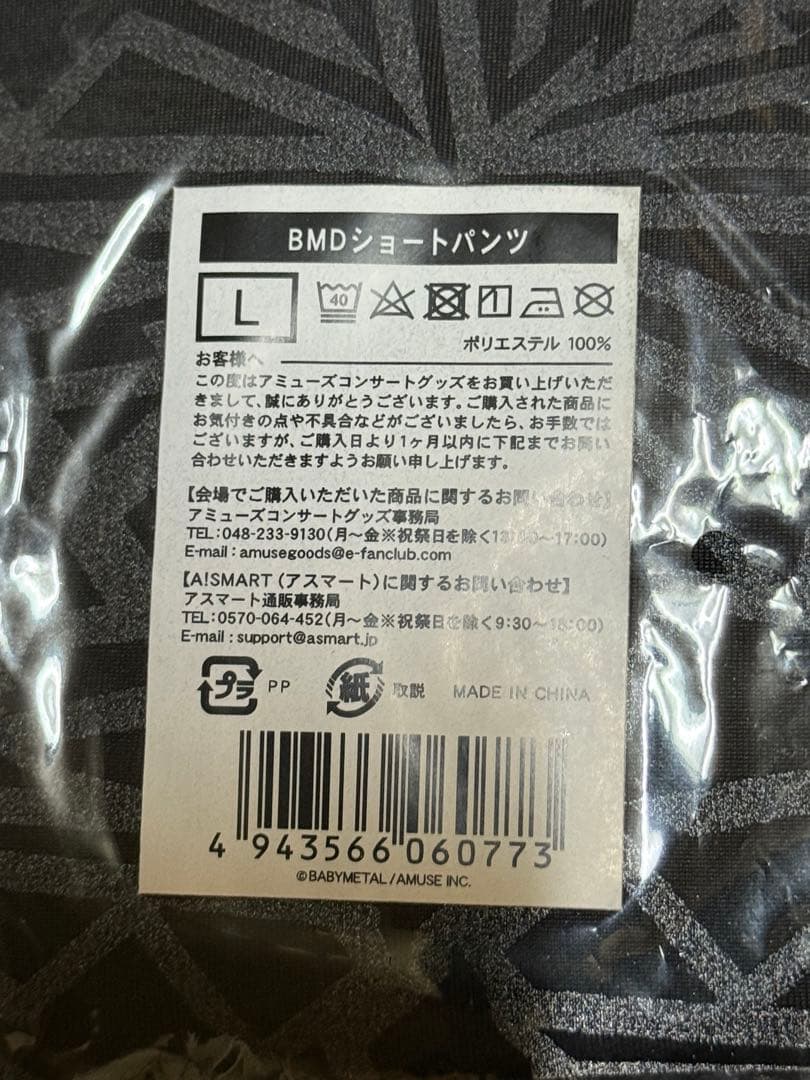 BMDショートパンツ
L
40
ポリエステル 100%
お客様へ
この度はアミューズコンサートグッズをお買い上げいただ
きまして、誠にありがとうございます。ご購入された商品に
お気付きの点や不具合などがございましたら、お手数では
ございますが、ご購入日より1ヶ月以内に下記までお問い
合わせいただきますようお願い申し上げます。
【会場でご購入いただいた商品に関するお問い合わせ】
アミューズコンサートグッズ事務局
TEL:048-233-9130(月～金※祝祭日を除く ～17:00)
E-mail : amusegoods@e-fanclub.com
【A!SMART(アスマート)に関するお問い合わせ】
アスマート通販事務局
TEL:0570-064-452(月～金※祝祭日を除く9:30～18:00)
E-mail : support@asmart.jp
プラ PP 紙 取説 MADE IN CHINA
4 943566 060773
©BABYMETAL/AMUSE INC.